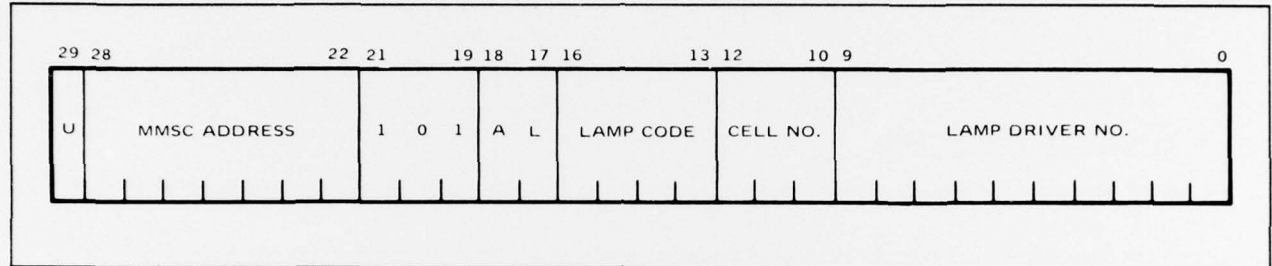 29 28 22 21 19 18 17 16 13 12 10 9 0
U MMSC ADDRESS 1 0 1 A L LAMP CODE CELL NO. LAMP DRIVER NO.